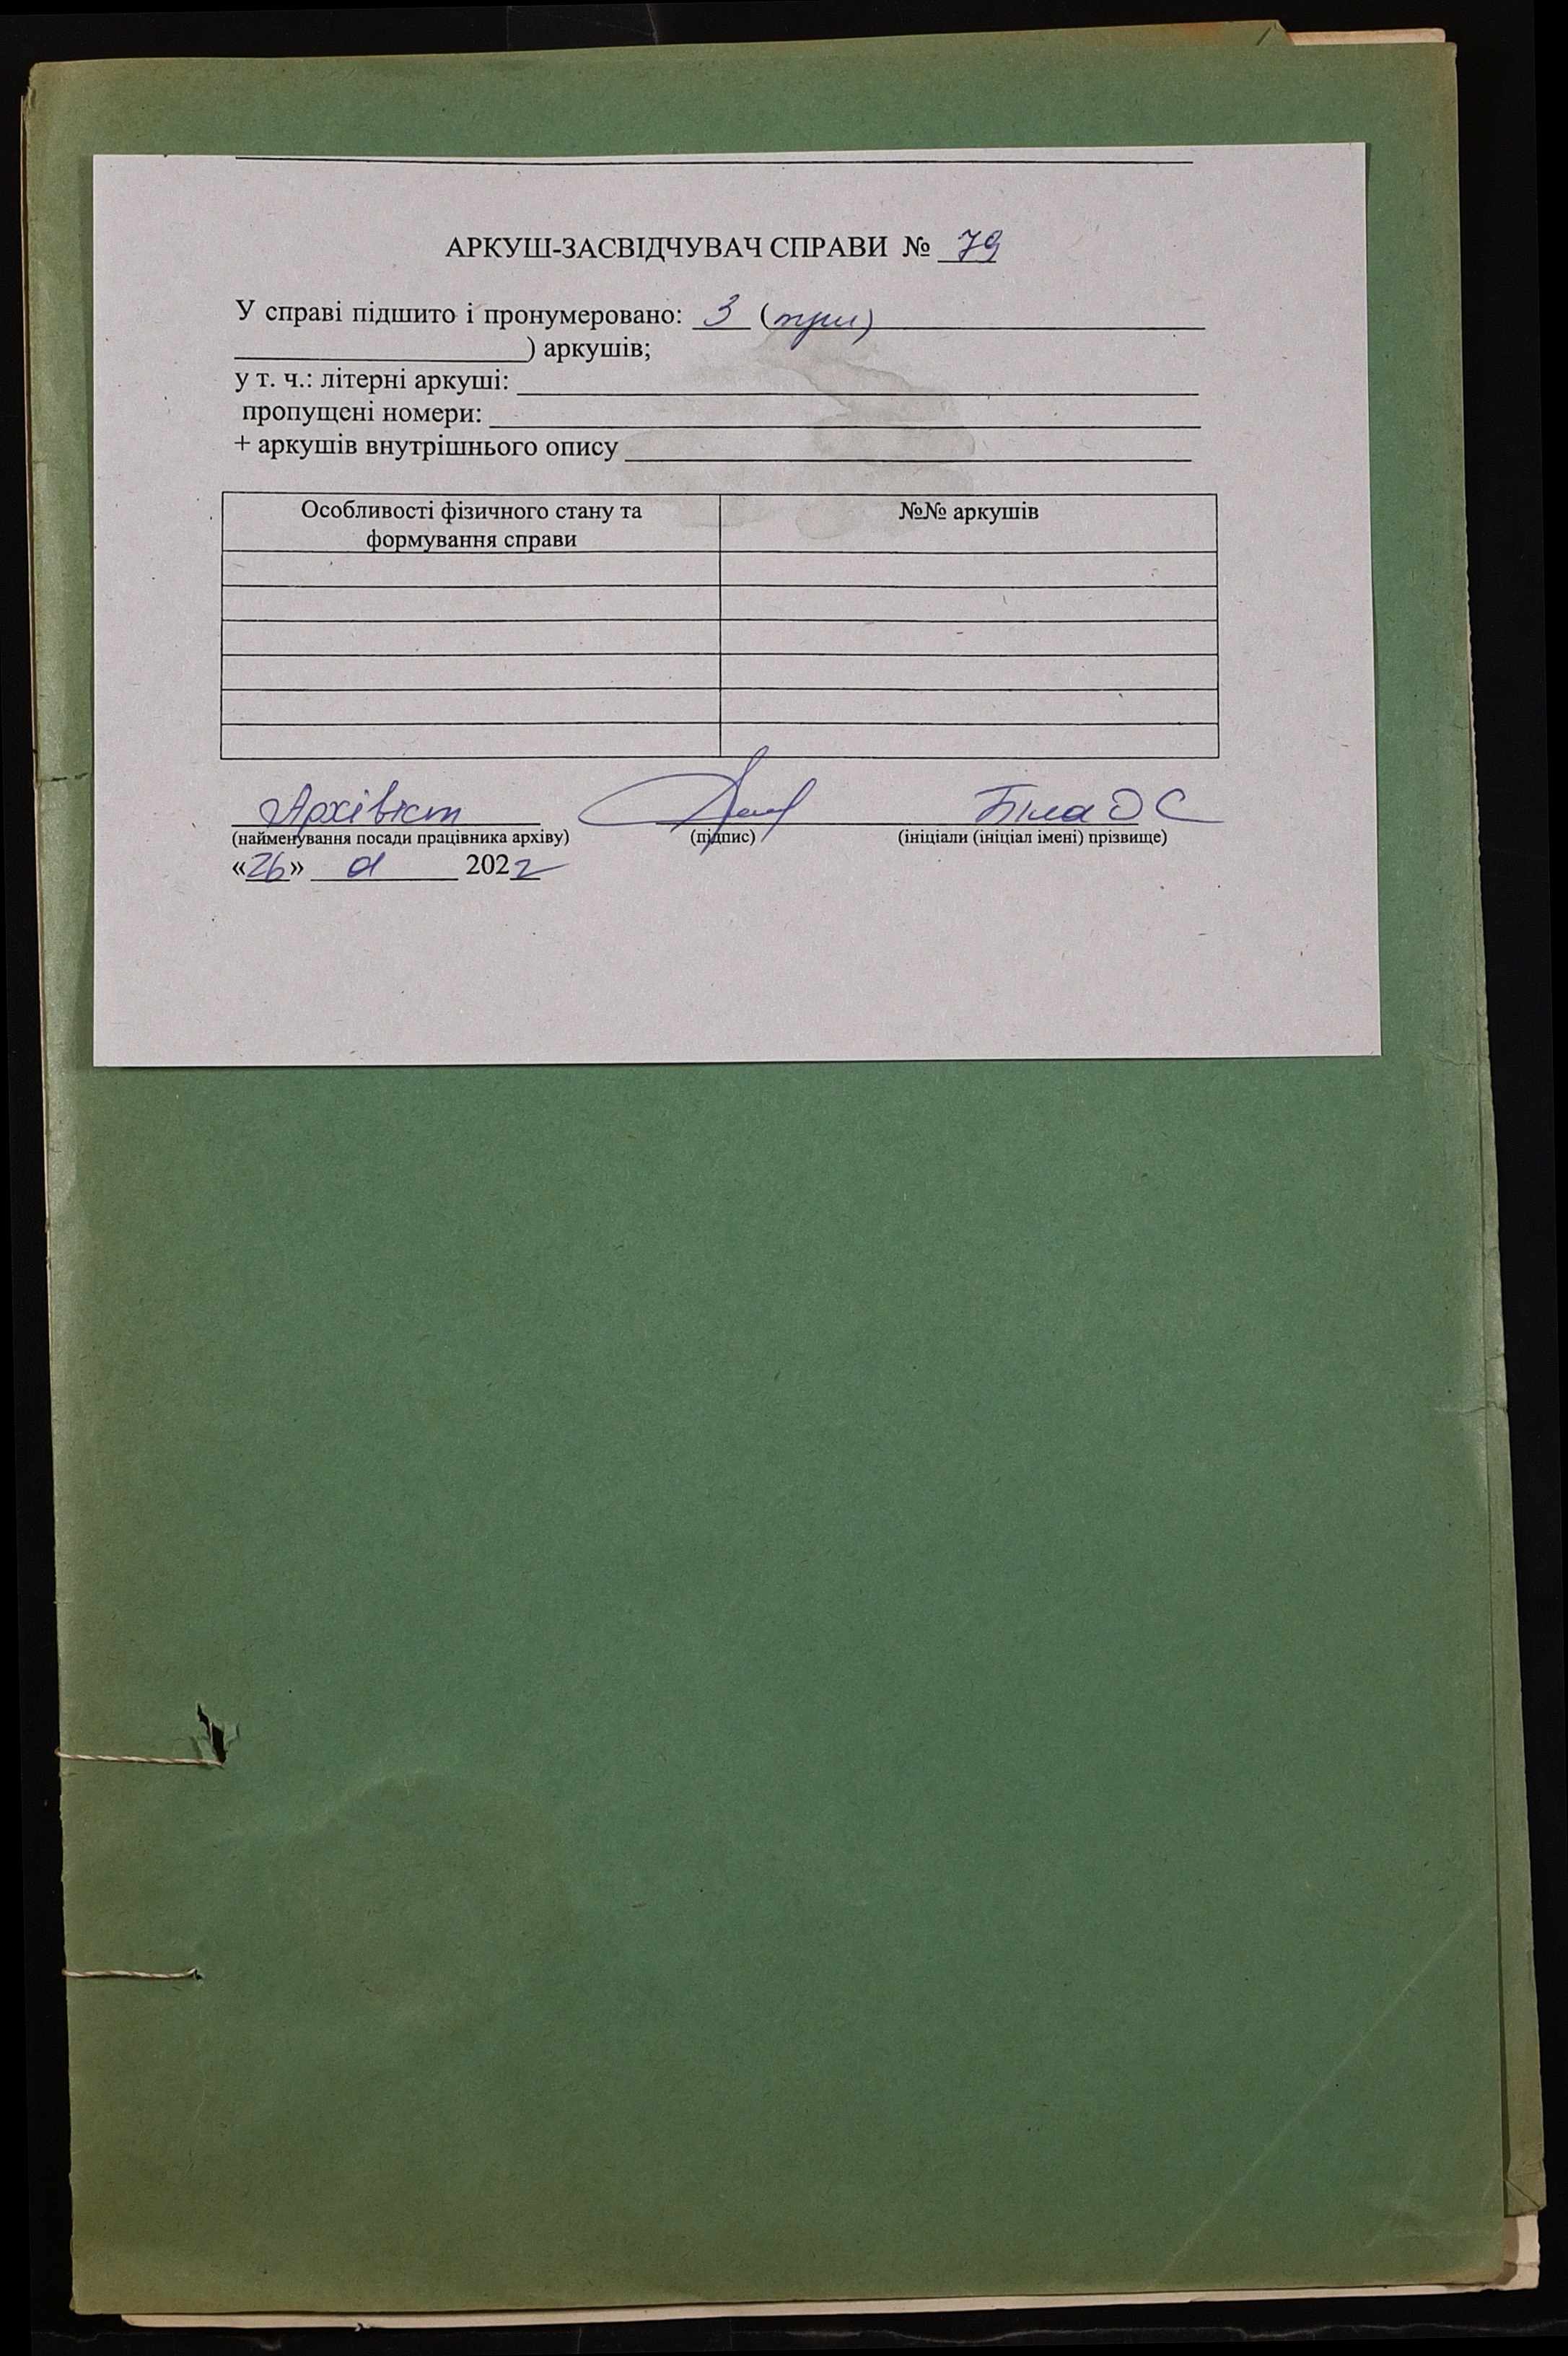 АРКУШ-ЗАСВІДЧУВАЧ СПРАВИ № 79
У справі підшито і пронумеровано: 3 (три)
) аркушів;
у т. ч.: літерні аркуші:
пропущені номери:
+ аркушів внутрішнього опису
Особливості фізичного стану та формування справи №№ аркушів
Архівіст Біла О С
(найменування посади працівника архіву) (підпис) (ініціали (ініціал імені) прізвище)
«26» 2022